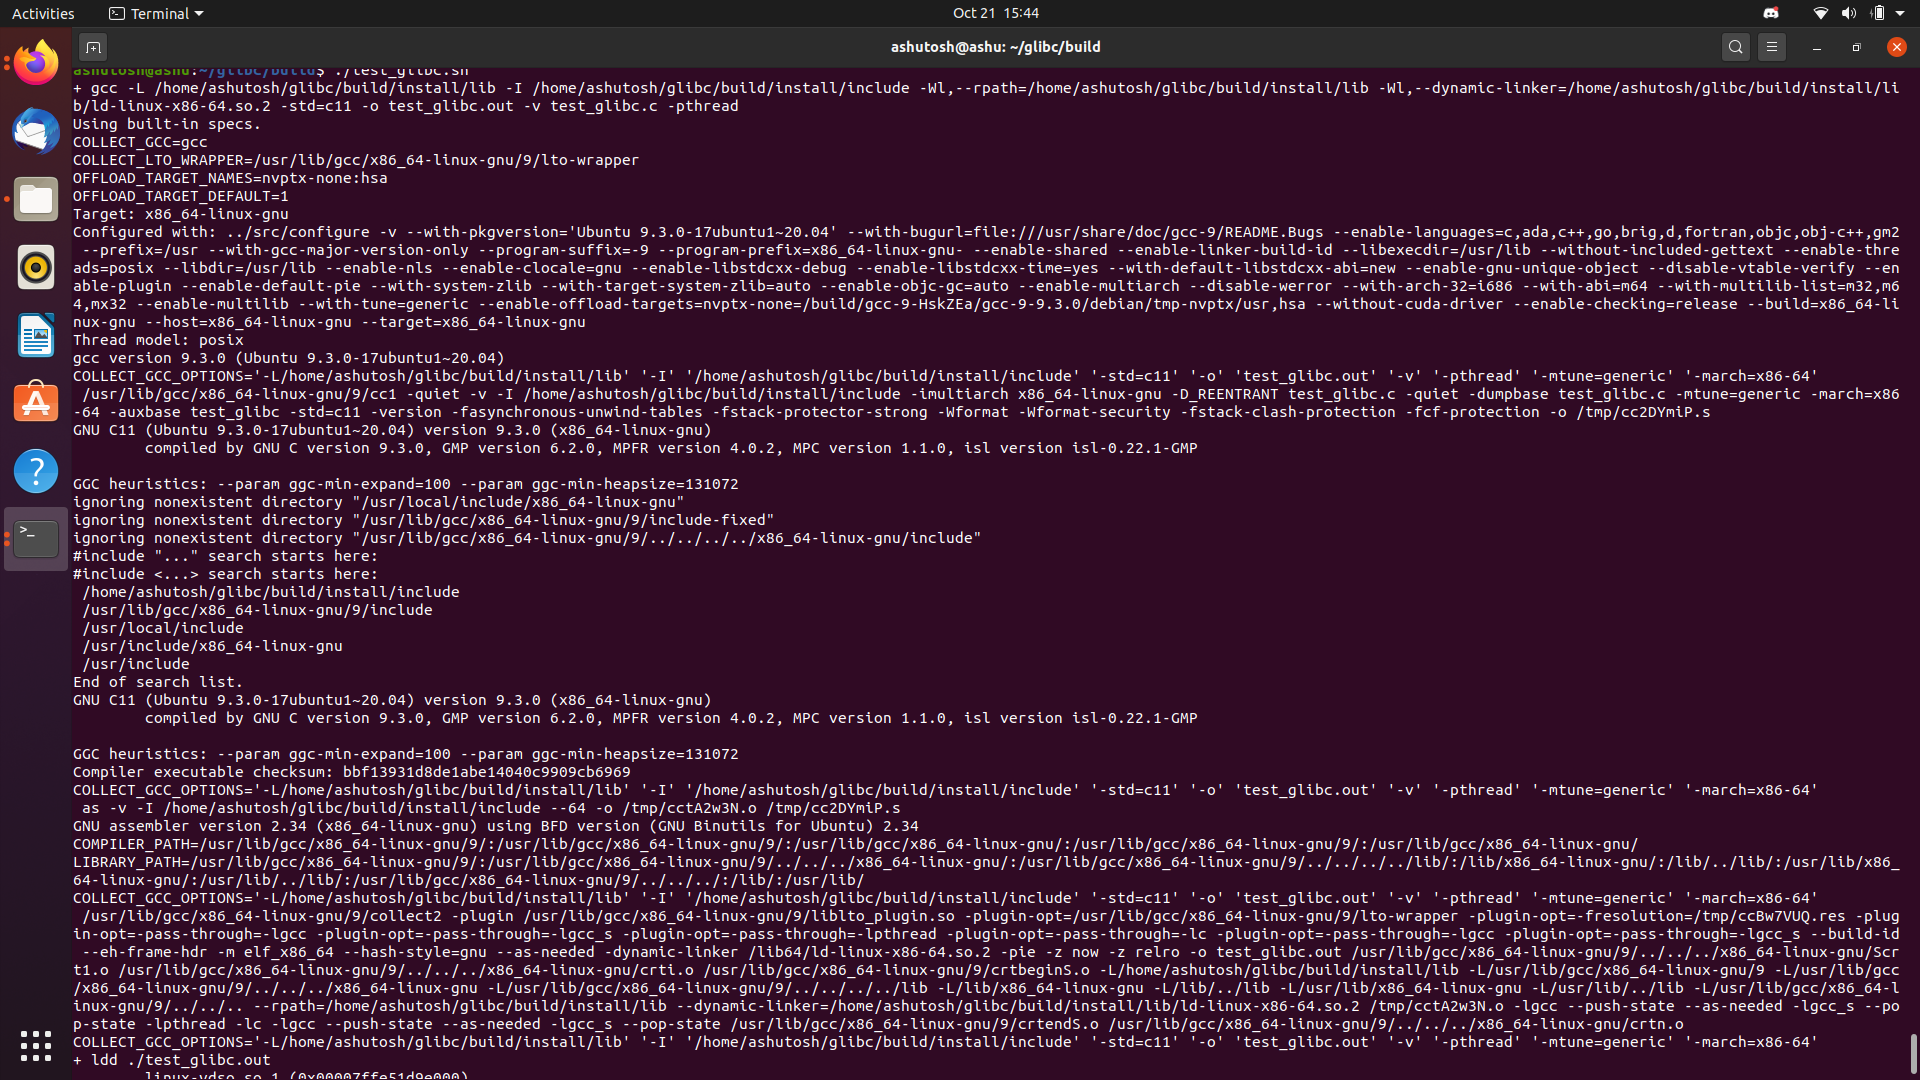 Activities
Terminal
Oct 21 15:44
ashutosh@ashu: ~/glibc/build
ashutosh@ashu:~/glibc/build$ ./test_glibc.sh
+ gcc -L /home/ashutosh/glibc/build/install/lib -I /home/ashutosh/glibc/build/install/include -Wl,--rpath=/home/ashutosh/glibc/build/install/lib -Wl,--dynamic-linker=/home/ashutosh/glibc/build/install/li
b/ld-linux-x86-64.so.2 -std=c11 -o test_glibc.out -v test_glibc.c -pthread
Using built-in specs.
COLLECT_GCC=gcc
COLLECT_LTO_WRAPPER=/usr/lib/gcc/x86_64-linux-gnu/9/lto-wrapper
OFFLOAD_TARGET_NAMES=nvptx-none:hsa
OFFLOAD_TARGET_DEFAULT=1
Target: x86_64-linux-gnu
Configured with: ../src/configure -v --with-pkgversion='Ubuntu 9.3.0-17ubuntu1~20.04' --with-bugurl=file:///usr/share/doc/gcc-9/README.Bugs --enable-languages=c,ada,c++,go,brig,d,fortran,objc,obj-c++,gm2
 --prefix=/usr --with-gcc-major-version-only --program-suffix=-9 --program-prefix=x86_64-linux-gnu- --enable-shared --enable-linker-build-id --libexecdir=/usr/lib --without-included-gettext --enable-thre
ads=posix --libdir=/usr/lib --enable-nls --enable-clocale=gnu --enable-libstdcxx-debug --enable-libstdcxx-time=yes --with-default-libstdcxx-abi=new --enable-gnu-unique-object --disable-vtable-verify --en
able-plugin --enable-default-pie --with-system-zlib --with-target-system-zlib=auto --enable-objc-gc=auto --enable-multiarch --disable-werror --with-arch-32=i686 --with-abi=m64 --with-multilib-list=m32,m6
4,mx32 --enable-multilib --with-tune=generic --enable-offload-targets=nvptx-none=/build/gcc-9-HskZEa/gcc-9-9.3.0/debian/tmp-nvptx/usr,hsa --without-cuda-driver --enable-checking=release --build=x86_64-li
nux-gnu --host=x86_64-linux-gnu --target=x86_64-linux-gnu
Thread model: posix
gcc version 9.3.0 (Ubuntu 9.3.0-17ubuntu1~20.04)
COLLECT_GCC_OPTIONS='-L/home/ashutosh/glibc/build/install/lib' '-I' '/home/ashutosh/glibc/build/install/include' '-std=c11' '-o' 'test_glibc.out' '-v' '-pthread' '-mtune=generic' '-march=x86-64'
 /usr/lib/gcc/x86_64-linux-gnu/9/cc1 -quiet -v -I /home/ashutosh/glibc/build/install/include -imultiarch x86_64-linux-gnu -D_REENTRANT test_glibc.c -quiet -dumpbase test_glibc.c -mtune=generic -march=x86
-64 -auxbase test_glibc -std=c11 -version -fasynchronous-unwind-tables -fstack-protector-strong -Wformat -Wformat-security -fstack-clash-protection -fcf-protection -o /tmp/cc2DYmiP.s
GNU C11 (Ubuntu 9.3.0-17ubuntu1~20.04) version 9.3.0 (x86_64-linux-gnu)
compiled by GNU C version 9.3.0, GMP version 6.2.0, MPFR version 4.0.2, MPC version 1.1.0, isl version isl-0.22.1-GMP
GGC heuristics: --param ggc-min-expand=100 --param ggc-min-heapsize=131072
ignoring nonexistent directory "/usr/local/include/x86_64-linux-gnu"
ignoring nonexistent directory "/usr/lib/gcc/x86_64-linux-gnu/9/include-fixed"
ignoring nonexistent directory "/usr/lib/gcc/x86_64-linux-gnu/9/../../../../x86_64-linux-gnu/include"
#include "..." search starts here:
#include <...> search starts here:
 /home/ashutosh/glibc/build/install/include
 /usr/lib/gcc/x86_64-linux-gnu/9/include
 /usr/local/include
 /usr/include/x86_64-linux-gnu
 /usr/include
End of search list.
GNU C11 (Ubuntu 9.3.0-17ubuntu1~20.04) version 9.3.0 (x86_64-linux-gnu)
compiled by GNU C version 9.3.0, GMP version 6.2.0, MPFR version 4.0.2, MPC version 1.1.0, isl version isl-0.22.1-GMP
GGC heuristics: --param ggc-min-expand=100 --param ggc-min-heapsize=131072
Compiler executable checksum: bbf13931d8de1abe14040c9909cb6969
COLLECT_GCC_OPTIONS='-L/home/ashutosh/glibc/build/install/lib' '-I' '/home/ashutosh/glibc/build/install/include' '-std=c11' '-o' 'test_glibc.out' '-v' '-pthread' '-mtune=generic' '-march=x86-64'
 as -v -I /home/ashutosh/glibc/build/install/include --64 -o /tmp/cctA2w3N.o /tmp/cc2DYmiP.s
GNU assembler version 2.34 (x86_64-linux-gnu) using BFD version (GNU Binutils for Ubuntu) 2.34
COMPILER_PATH=/usr/lib/gcc/x86_64-linux-gnu/9/:/usr/lib/gcc/x86_64-linux-gnu/9/:/usr/lib/gcc/x86_64-linux-gnu/:/usr/lib/gcc/x86_64-linux-gnu/9/:/usr/lib/gcc/x86_64-linux-gnu/
LIBRARY_PATH=/usr/lib/gcc/x86_64-linux-gnu/9/:/usr/lib/gcc/x86_64-linux-gnu/9/../../../x86_64-linux-gnu/:/usr/lib/gcc/x86_64-linux-gnu/9/../../../../lib/:/lib/x86_64-linux-gnu/:/lib/../lib/:/usr/lib/x86_
64-linux-gnu/:/usr/lib/../lib/:/usr/lib/gcc/x86_64-linux-gnu/9/../../../:/lib/:/usr/lib/
COLLECT_GCC_OPTIONS='-L/home/ashutosh/glibc/build/install/lib' '-I' '/home/ashutosh/glibc/build/install/include' '-std=c11' '-o' 'test_glibc.out' '-v' '-pthread' '-mtune=generic' '-march=x86-64'
 /usr/lib/gcc/x86_64-linux-gnu/9/collect2 -plugin /usr/lib/gcc/x86_64-linux-gnu/9/liblto_plugin.so -plugin-opt=/usr/lib/gcc/x86_64-linux-gnu/9/lto-wrapper -plugin-opt=-fresolution=/tmp/ccBw7VUQ.res -plug
in-opt=-pass-through=-lgcc -plugin-opt=-pass-through=-lgcc_s -plugin-opt=-pass-through=-lpthread -plugin-opt=-pass-through=-lc -plugin-opt=-pass-through=-lgcc -plugin-opt=-pass-through=-lgcc_s --build-id
 --eh-frame-hdr -m elf_x86_64 --hash-style=gnu --as-needed -dynamic-linker /lib64/ld-linux-x86-64.so.2 -pie -z now -z relro -o test_glibc.out /usr/lib/gcc/x86_64-linux-gnu/9/../../../x86_64-linux-gnu/Scr
t1.o /usr/lib/gcc/x86_64-linux-gnu/9/../../../x86_64-linux-gnu/crti.o /usr/lib/gcc/x86_64-linux-gnu/9/crtbeginS.o -L/home/ashutosh/glibc/build/install/lib -L/usr/lib/gcc/x86_64-linux-gnu/9 -L/usr/lib/gcc
/x86_64-linux-gnu/9/../../../x86_64-linux-gnu -L/usr/lib/gcc/x86_64-linux-gnu/9/../../../../lib -L/lib/x86_64-linux-gnu -L/lib/../lib -L/usr/lib/x86_64-linux-gnu -L/usr/lib/../lib -L/usr/lib/gcc/x86_64-l
inux-gnu/9/../../.. --rpath=/home/ashutosh/glibc/build/install/lib --dynamic-linker=/home/ashutosh/glibc/build/install/lib/ld-linux-x86-64.so.2 /tmp/cctA2w3N.o -lgcc --push-state --as-needed -lgcc_s --po
p-state -lpthread -lc -lgcc --push-state --as-needed -lgcc_s --pop-state /usr/lib/gcc/x86_64-linux-gnu/9/crtendS.o /usr/lib/gcc/x86_64-linux-gnu/9/../../../x86_64-linux-gnu/crtn.o
COLLECT_GCC_OPTIONS='-L/home/ashutosh/glibc/build/install/lib' '-I' '/home/ashutosh/glibc/build/install/include' '-std=c11' '-o' 'test_glibc.out' '-v' '-pthread' '-mtune=generic' '-march=x86-64'
+ ldd ./test_glibc.out
linux-vdso.so.1 (0x00007ffe51d9e000)